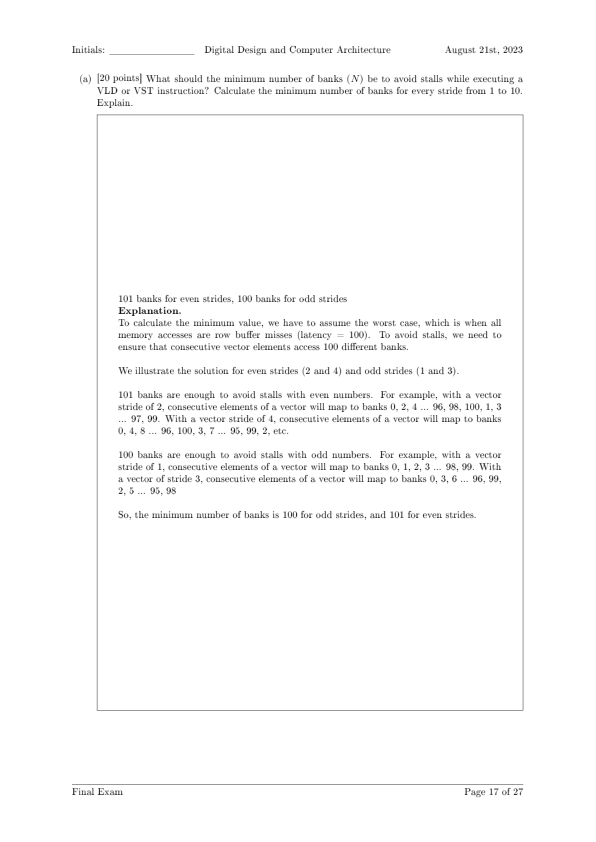 Initials: ________________ Digital Design and Computer Architecture August 21st, 2023
(a) [20 points] What should the minimum number of banks (N) be to avoid stalls while executing a
VLD or VST instruction? Calculate the minimum number of banks for every stride from 1 to 10.
Explain.
101 banks for even strides, 100 banks for odd strides
Explanation.
To calculate the minimum value, we have to assume the worst case, which is when all
memory accesses are row buffer misses (latency = 100). To avoid stalls, we need to
ensure that consecutive vector elements access 100 different banks.
We illustrate the solution for even strides (2 and 4) and odd strides (1 and 3).
101 banks are enough to avoid stalls with even numbers. For example, with a vector
stride of 2, consecutive elements of a vector will map to banks 0, 2, 4 ... 96, 98, 100, 1, 3
... 97, 99. With a vector stride of 4, consecutive elements of a vector will map to banks
0, 4, 8 ... 96, 100, 3, 7 ... 95, 99, 2, etc.
100 banks are enough to avoid stalls with odd numbers. For example, with a vector
stride of 1, consecutive elements of a vector will map to banks 0, 1, 2, 3 ... 98, 99. With
a vector of stride 3, consecutive elements of a vector will map to banks 0, 3, 6 ... 96, 99,
2, 5 ... 95, 98
So, the minimum number of banks is 100 for odd strides, and 101 for even strides.
Final Exam Page 17 of 27